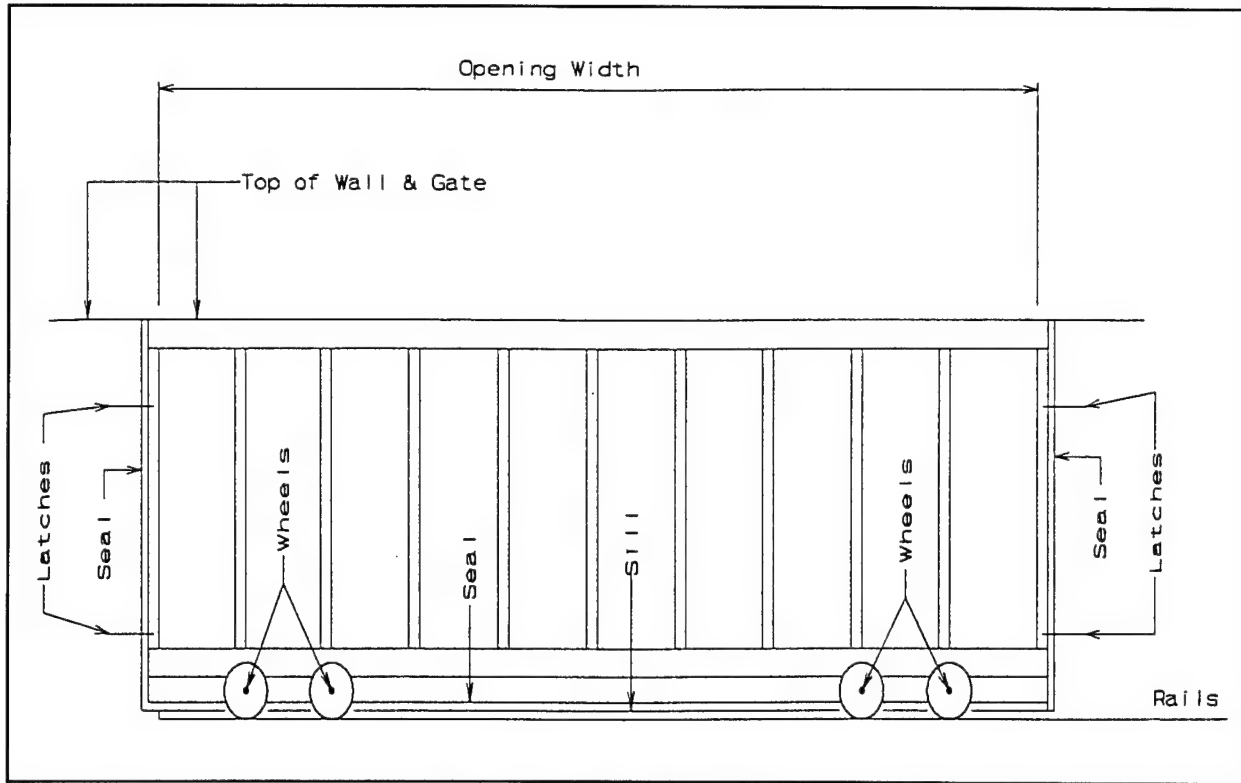 Opening Width
Top of Wall & Gate
Latches
Seal
Wheels
Seal
Sill
Wheels
Seal
Latches
Rails